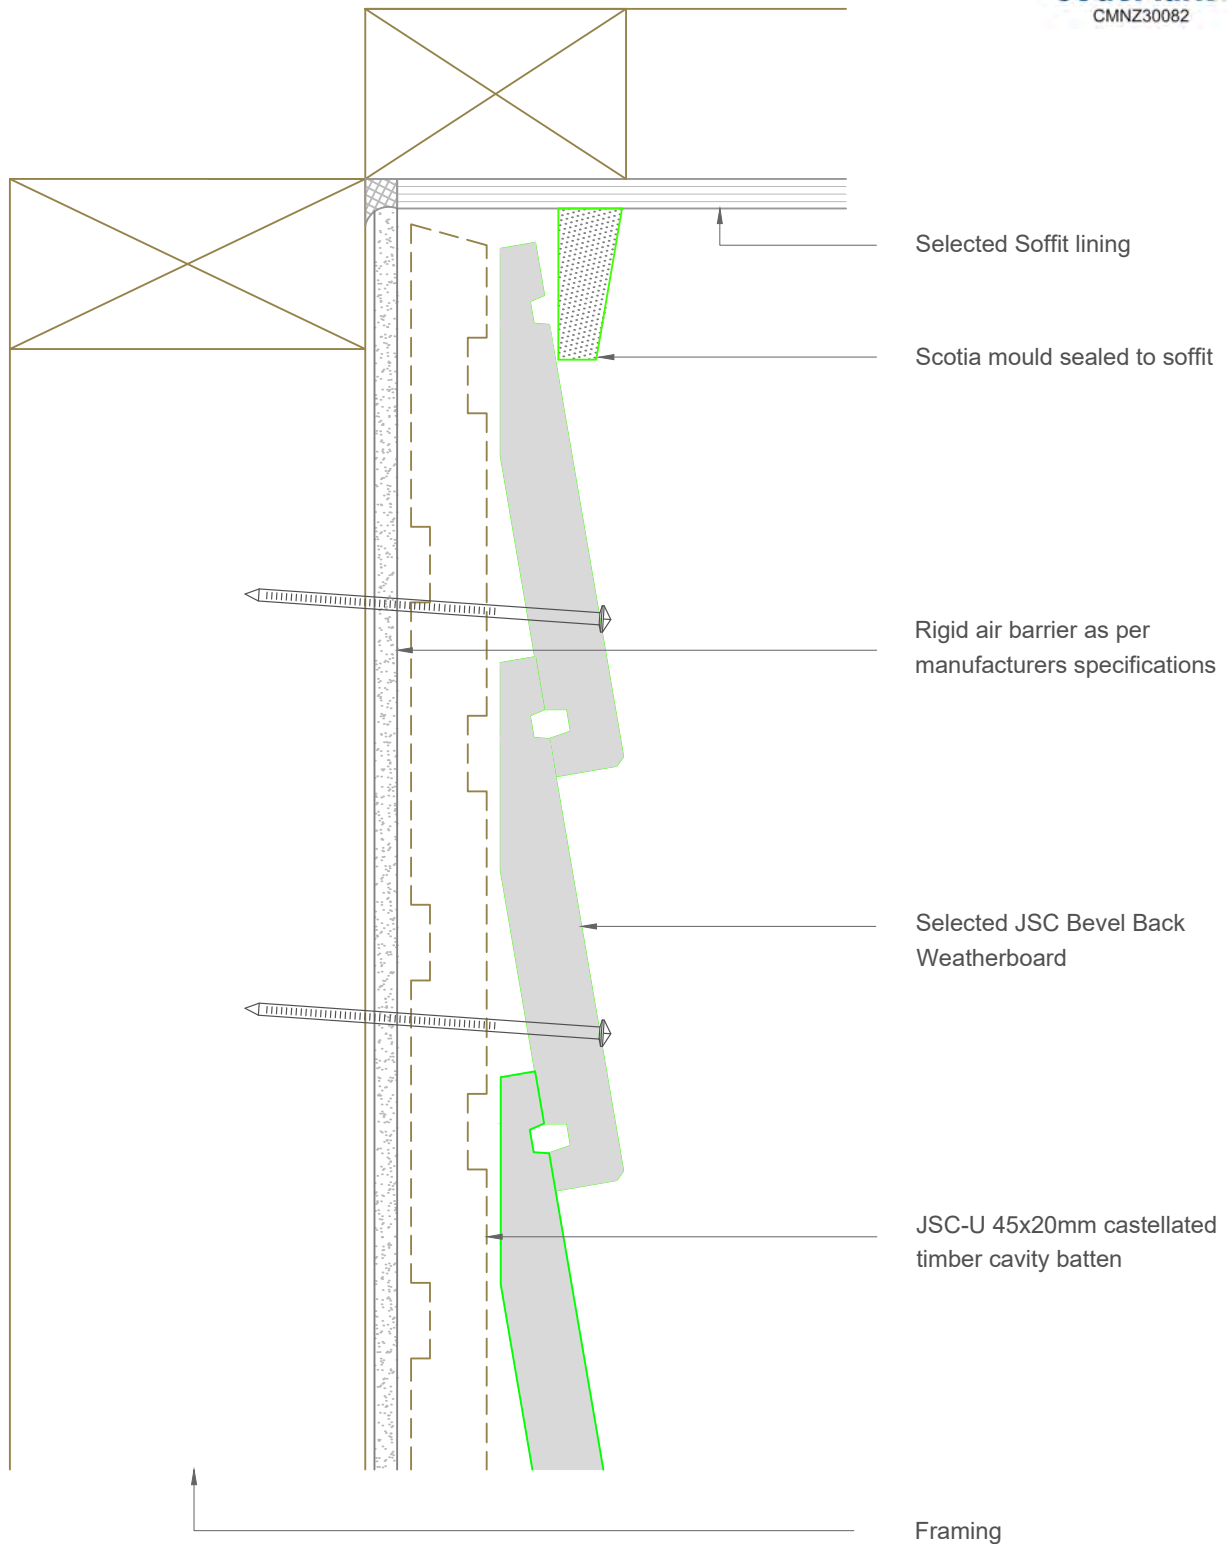 CMNZ30082
Selected Soffit lining
Scotia mould sealed to soffit
Rigid air barrier as per
manufacturers specifications
Selected JSC Bevel Back
Weatherboard
JSC-U 45x20mm castellated
timber cavity batten
Framing